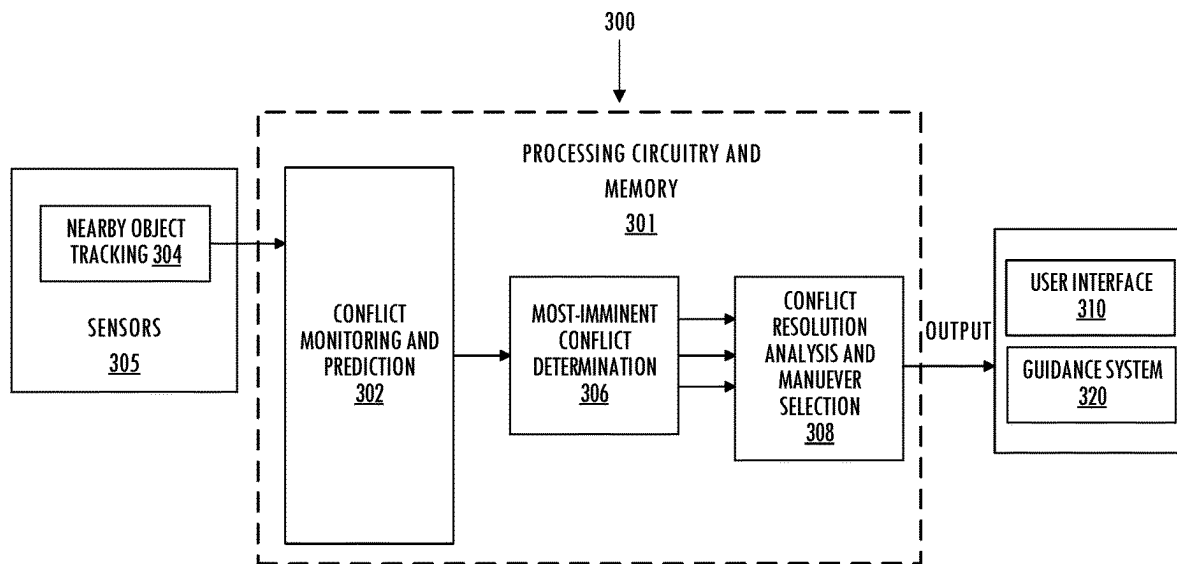 300
PROCESSING CIRCUITRY AND
MEMORY
301
NEARBY OBJECT
TRACKING 304
SENSORS
305
CONFLICT
MONITORING AND
PREDICTION
302
MOST-IMMINENT
CONFLICT
DETERMINATION
306
CONFLICT
RESOLUTION
ANALYSIS AND
MANUEVER
SELECTION
308
OUTPUT
USER INTERFACE
310
GUIDANCE SYSTEM
320